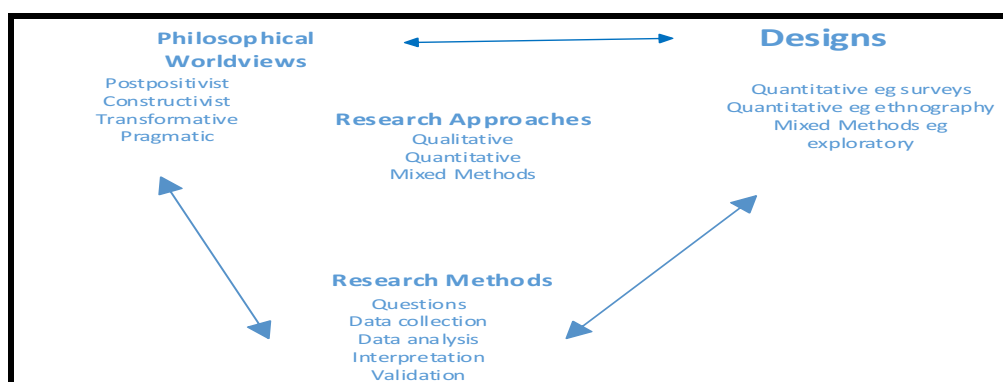 Philosophical
Worldviews
Postpositivist
Constructivist
Transformative
Pragmatic
Research Approaches
Qualitative
Quantitative
Mixed Methods
Designs
Quantitative eg surveys
Quantitative eg ethnography
Mixed Methods eg
exploratory
Research Methods
Questions
Data collection
Data analysis
Interpretation
Validation